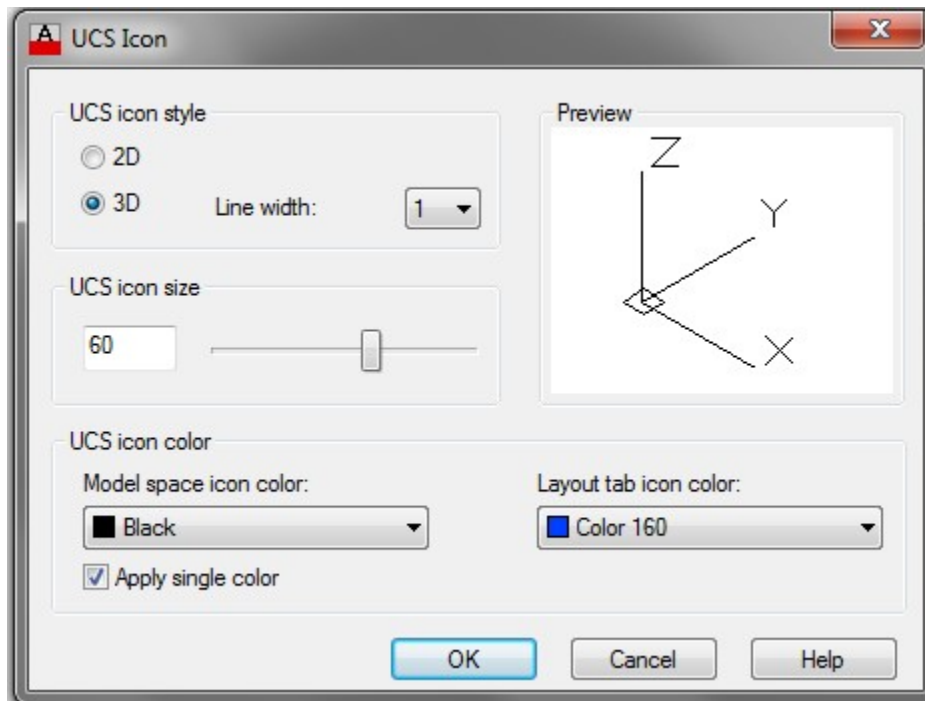 A UCS Icon
UCS icon style
2D
3D Line width: 1
UCS icon size
60
Preview
Z
Y
X
UCS icon color
Model space icon color:
Black
Apply single color
Layout tab icon color:
Color 160
OK Cancel Help